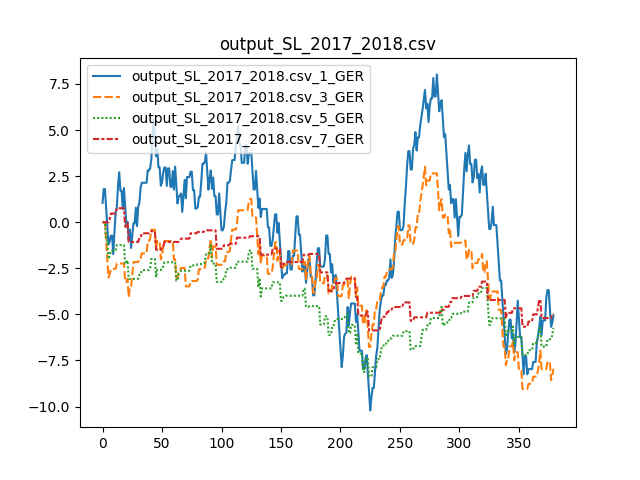 output_SL_2017_2018.csv
output_SL_2017_2018.csv_1_GER
output_SL_2017_2018.csv_3_GER
output_SL_2017_2018.csv_5_GER
output_SL_2017_2018.csv_7_GER
7.5
5.0
2.5
0.0
−2.5
−5.0
−7.5
−10.0
0 50 100 150 200 250 300 350